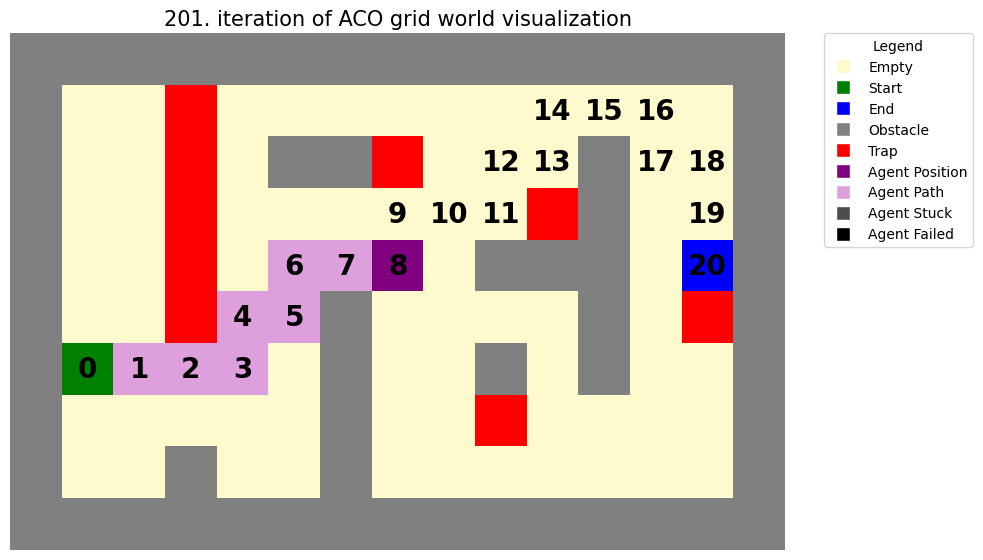 201. iteration of ACO grid world visualization
Legend
Empty
Start
End
Obstacle
Trap
Agent Position
Agent Path
Agent Stuck
Agent Failed
14 15 16
12 13 17 18
9 10 11 19
6 7 8 20
4 5
0 1 2 3